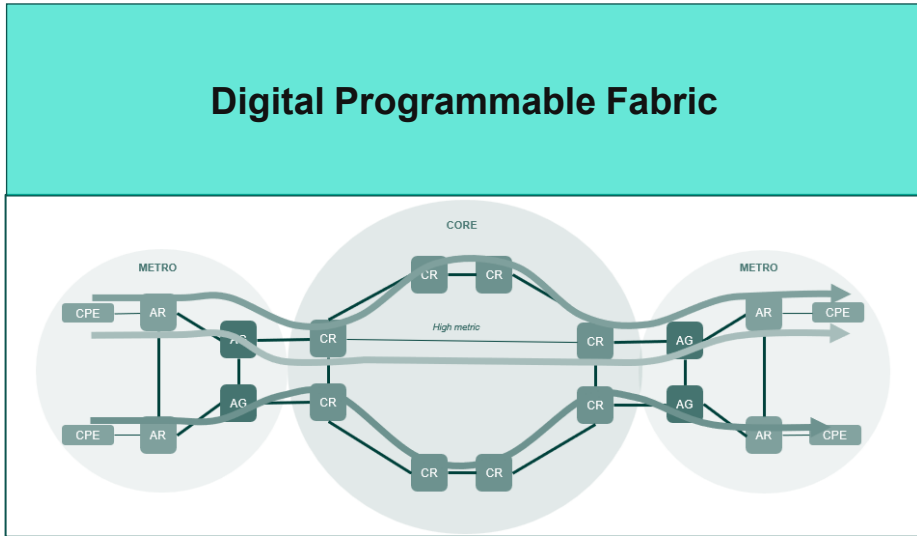 Digital Programmable Fabric
CORE
METRO
METRO
CR
CR
CPE
AR
AR
CPE
High metric
AG
CR
CR
AG
AG
CR
CR
AG
CPE
AR
AR
CPE
CR
CR